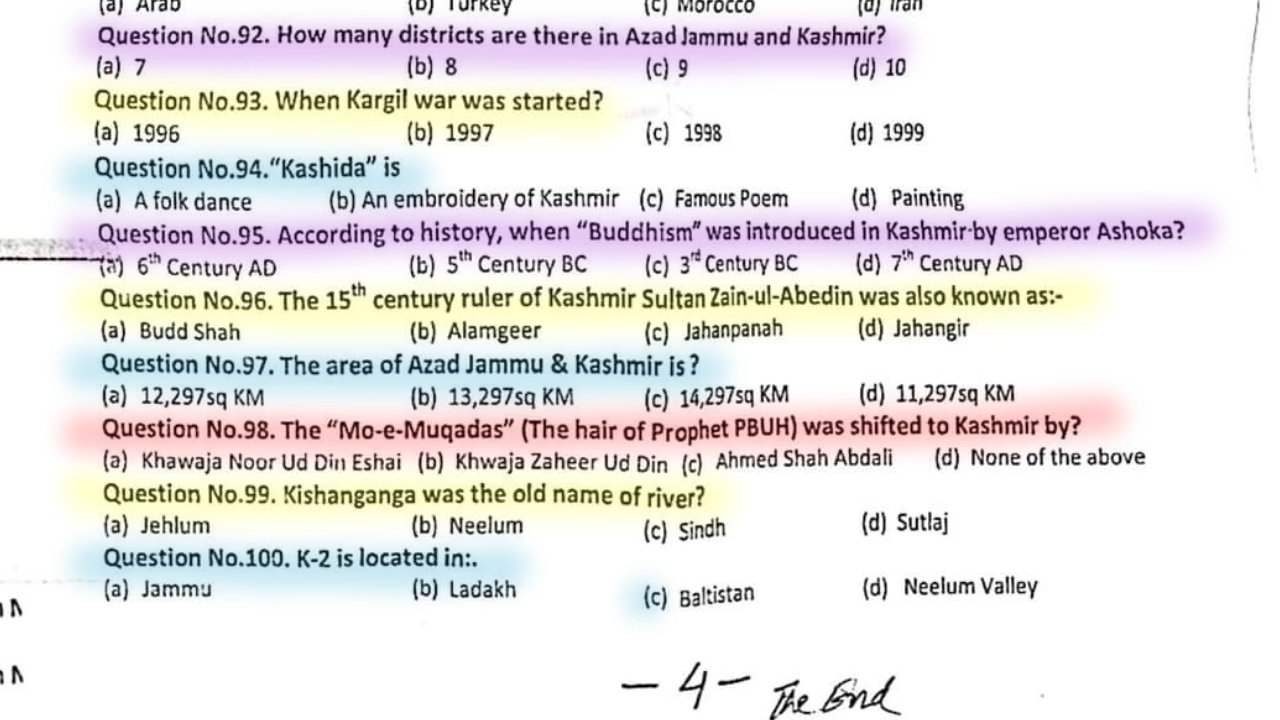 (a) Arab (b) Turkey (c) Morocco (d) Iran
Question No.92. How many districts are there in Azad Jammu and Kashmir?
(a) 7 (b) 8 (c) 9 (d) 10
Question No.93. When Kargil war was started?
(a) 1996 (b) 1997 (c) 1998 (d) 1999
Question No.94."Kashida" is
(a) A folk dance (b) An embroidery of Kashmir (c) Famous Poem (d) Painting
Question No.95. According to history, when "Buddhism" was introduced in Kashmir by emperor Ashoka?
(a) 6th Century AD (b) 5th Century BC (c) 3rd Century BC (d) 7th Century AD
Question No.96. The 15th century ruler of Kashmir Sultan Zain-ul-Abedin was also known as:-
(a) Budd Shah (b) Alamgeer (c) Jahanpanah (d) Jahangir
Question No.97. The area of Azad Jammu & Kashmir is?
(a) 12,297sq KM (b) 13,297sq KM (c) 14,297sq KM (d) 11,297sq KM
Question No.98. The "Mo-e-Muqadas" (The hair of Prophet PBUH) was shifted to Kashmir by?
(a) Khawaja Noor Ud Din Eshai (b) Khwaja Zaheer Ud Din (c) Ahmed Shah Abdali (d) None of the above
Question No.99. Kishanganga was the old name of river?
(a) Jehlum (b) Neelum (c) Sindh (d) Sutlaj
Question No.100. K-2 is located in:.
(a) Jammu (b) Ladakh (c) Baltistan (d) Neelum Valley
- 4 - The End